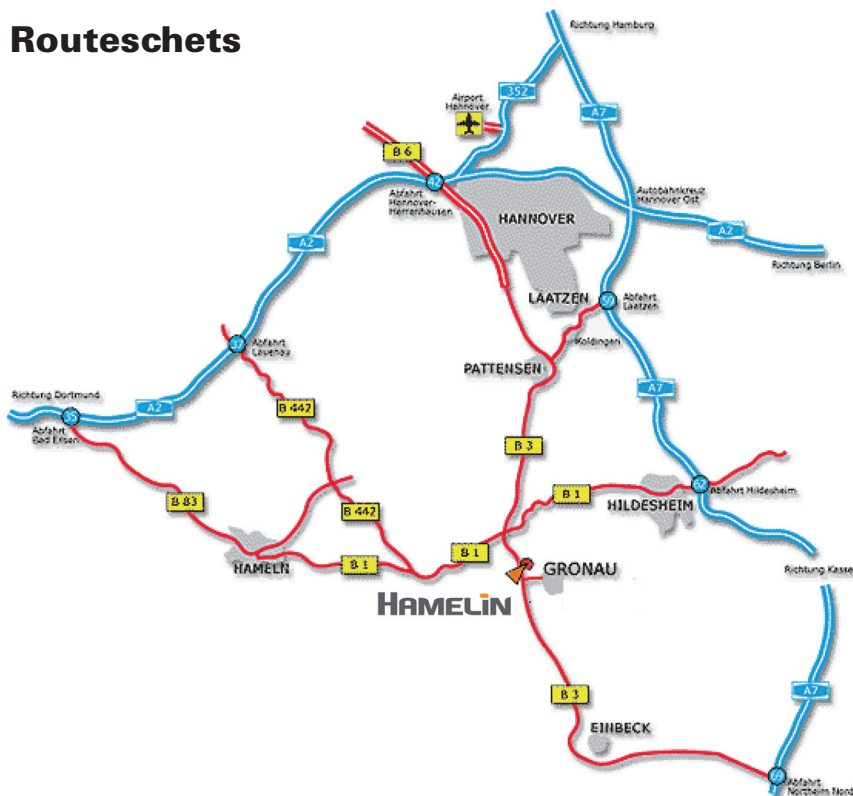 Routeschets
Richtung Hamburg
352
Airport
Hannover
A7
B 6
42
Abfahrt
Hannover-
Herrenhausen
Autobahnkreuz
Hannover Ost
HANNOVER
A2
A2
Richtung Berlin
LAATZEN
59
Abfahrt
Laatzen
37
Abfahrt
Lauenau
Koldingen
PATTENSEN
A7
Richtung Dortmund
A2
35
Abfahrt
Bad Eilsen
B 442
B 3
B 83
B 442
B 1
62
Abfahrt Hildesheim
HILDESHEIM
B 1
B 1
HAMELN
GRONAU
Richtung Kasse
HAMELIN
B 3
A7
EINBECK
69
Abfahrt
Northeim Nord